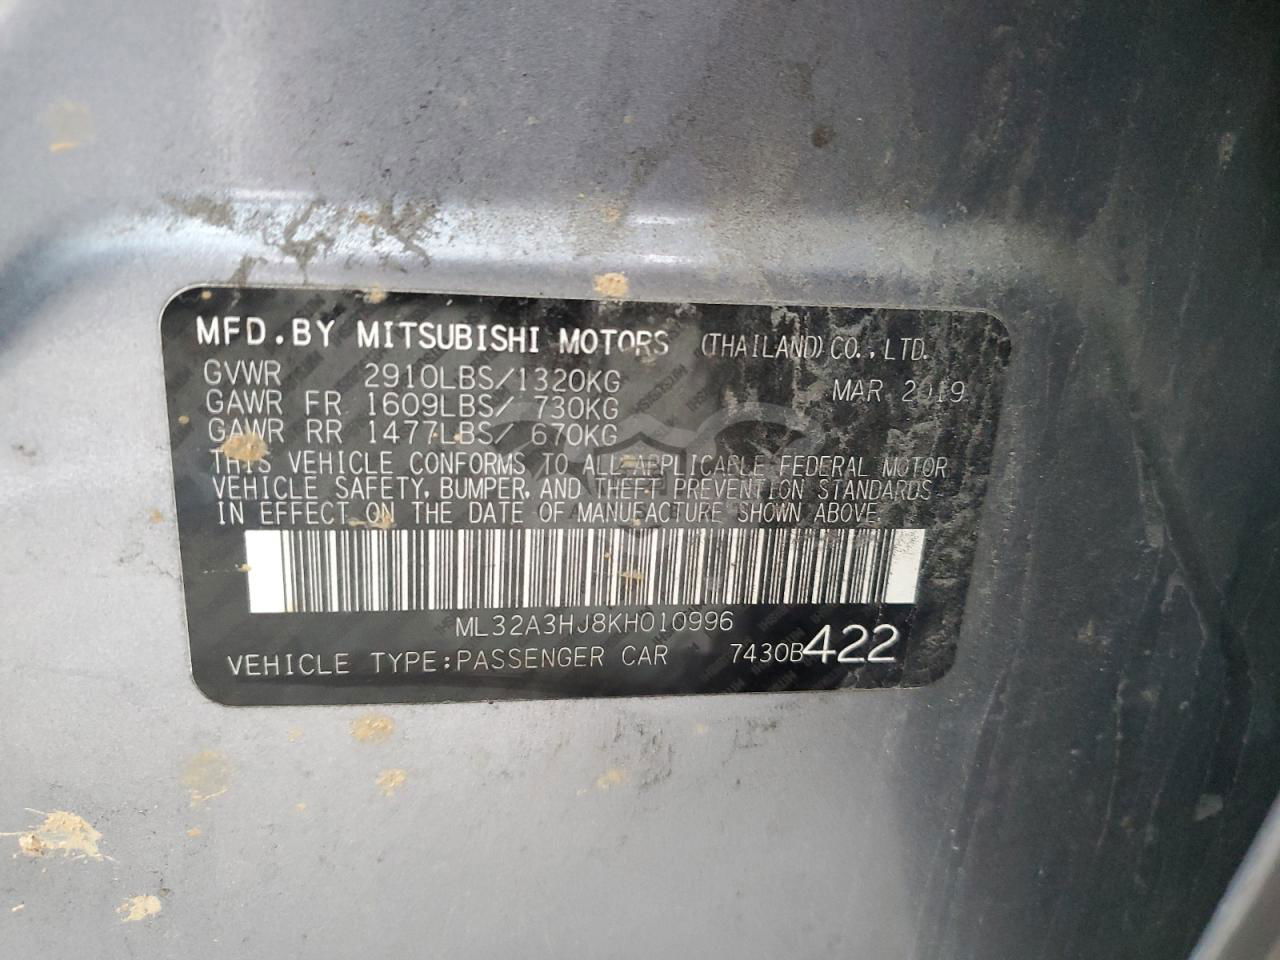 MFD.BY MITSUBISHI MOTORS (THAILAND)CO.,LTD.
GVWR 2910LBS/1320KG MAR 2019
GAWR FR 1609LBS/ 730KG
GAWR RR 1477LBS/ 670KG
THIS VEHICLE CONFORMS TO ALL APPLICABLE FEDERAL MOTOR
VEHICLE SAFETY, BUMPER, AND THEFT PREVENTION STANDARDS
IN EFFECT ON THE DATE OF MANUFACTURE SHOWN ABOVE
ML32A3HJ8KH010996
VEHICLE TYPE:PASSENGER CAR 7430B422